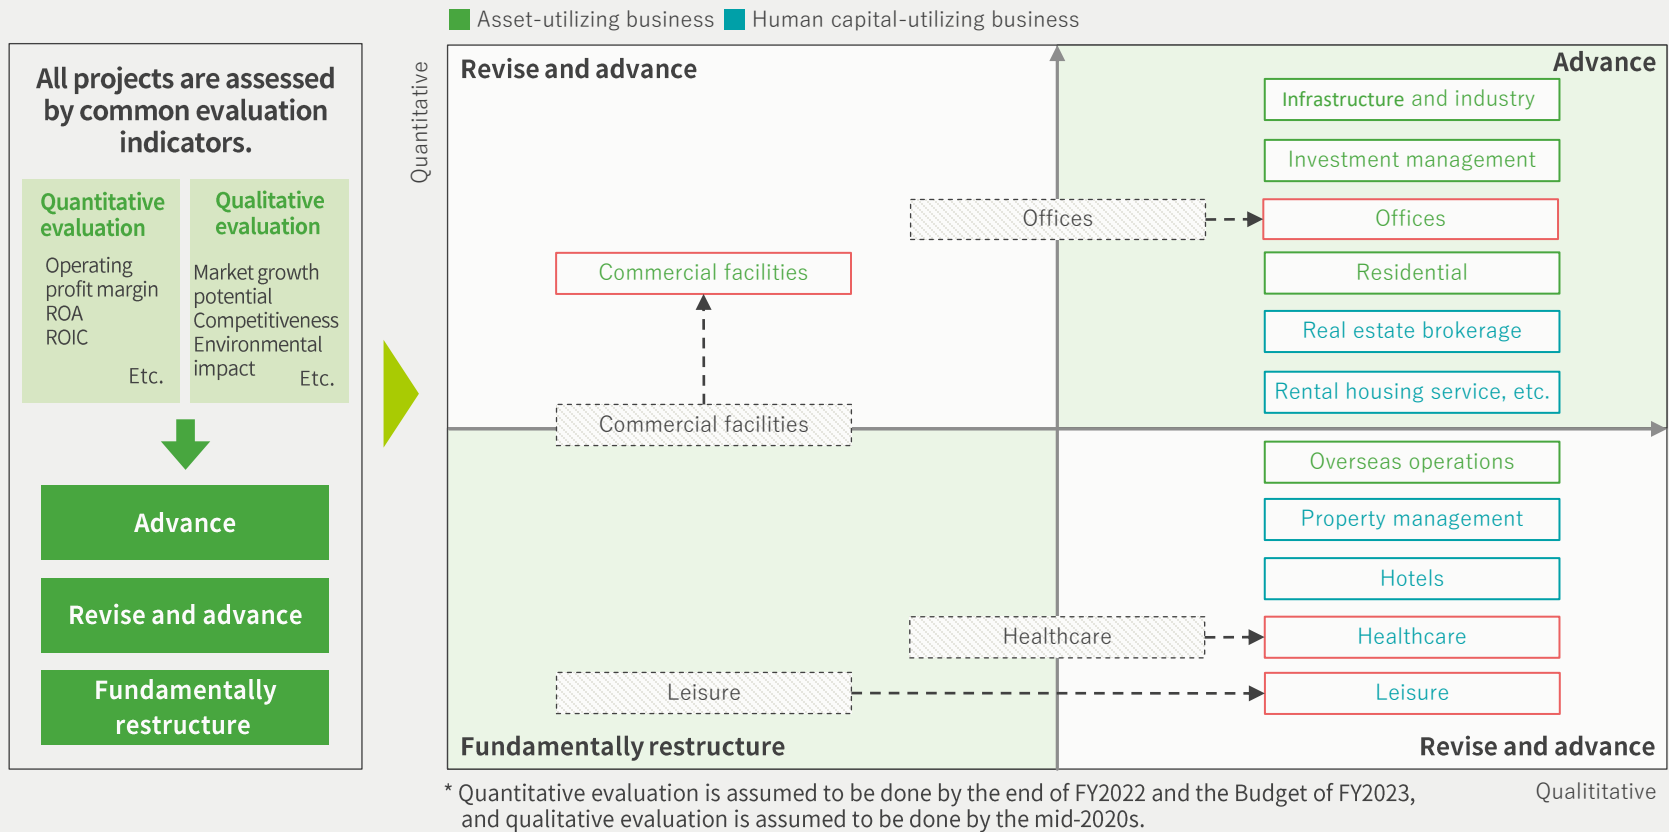 Asset-utilizing business
Human capital-utilizing business
All projects are assessed
by common evaluation
indicators.
Quantitative
evaluation
Operating
profit margin
ROA
ROIC
Etc.
Qualitative
evaluation
Market growth
potential
Competitiveness
Environmental
impact
Etc.
Advance
Revise and advance
Fundamentally
restructure
Quantitative
Revise and advance
Advance
Infrastructure and industry
Investment management
Offices
Offices
Commercial facilities
Residential
Real estate brokerage
Rental housing service, etc.
Commercial facilities
Overseas operations
Property management
Hotels
Healthcare
Healthcare
Leisure
Leisure
Fundamentally restructure
Revise and advance
Qualititative
* Quantitative evaluation is assumed to be done by the end of FY2022 and the Budget of FY2023,
and qualitative evaluation is assumed to be done by the mid-2020s.